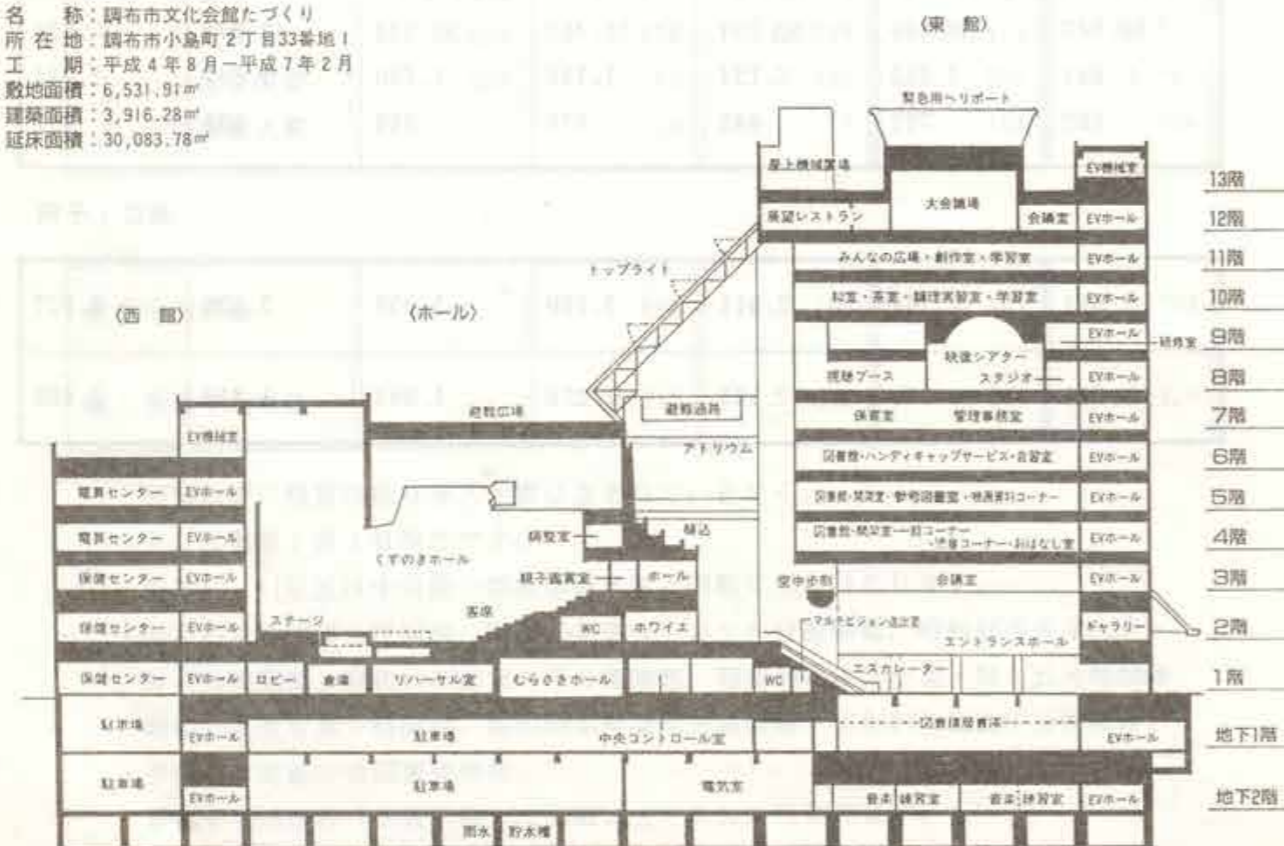 名　称：調布市文化会館たづくり
所 在 地：調布市小島町2丁目33番地1
工　期：平成4年8月－平成7年2月
敷地面積：6,531.91㎡
建築面積：3,916.28㎡
延床面積：30,083.78㎡
〈東 館〉
緊急用ヘリポート
屋上機械置場
EV機械室
13階
展望レストラン
大会議場
会議室
EVホール
12階
トップライト
みんなの広場・創作室・学習室
EVホール
11階
〈西 館〉
〈ホール〉
和室・茶室・調理実習室・学習室
EVホール
10階
映像シアター
EVホール
研修室
9階
視聴ブース
スタジオ
EVホール
8階
避難広場
避難通路
保育室
管理事務室
EVホール
7階
EV機械室
アトリウム
図書館・ハンディキャップサービス・自習室
EVホール
6階
電算センター
EVホール
図書館・開架室・参考図書室・映画資料コーナー
EVホール
5階
電算センター
EVホール
くすのきホール
調整室
植込
図書館・開架室
・児童コーナー・おはなし室
EVホール
4階
保健センター
EVホール
親子鑑賞室
ホール
空中歩廊
会議室
EVホール
3階
保健センター
EVホール
ステージ
客席
WC
ホワイエ
マルチビジョン送出室
エントランスホール
ギャラリー
2階
保健センター
EVホール
ロビー
倉庫
リハーサル室
むらさきホール
WC
エスカレーター
1階
駐車場
EVホール
駐車場
中央コントロール室
EVホール
地下1階
駐車場
EVホール
駐車場
電気室
音楽練習室
音楽練習室
EVホール
地下2階
雨水　貯水槽